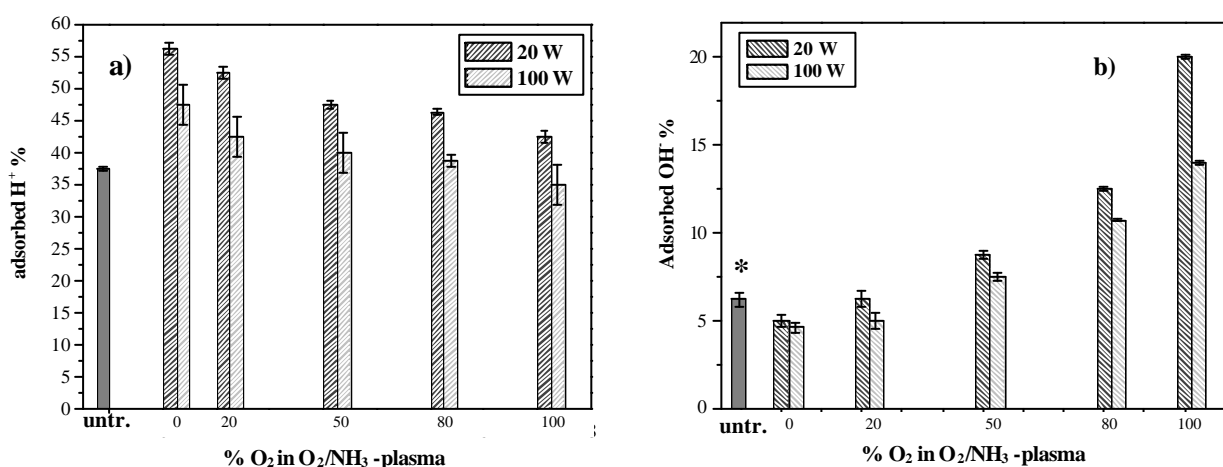 60
55
50
45
40
35
30
25
20
15
10
5
0
adsorbed H+ %
a)
20 W
100 W
untr. 0 20 50 80 100
% O2 in O2/NH3 -plasma
20
15
10
5
0
Adsorbed OH- %
20 W
100 W
b)
*
untr. 0 20 50 80 100
% O2 in O2/NH3 -plasma